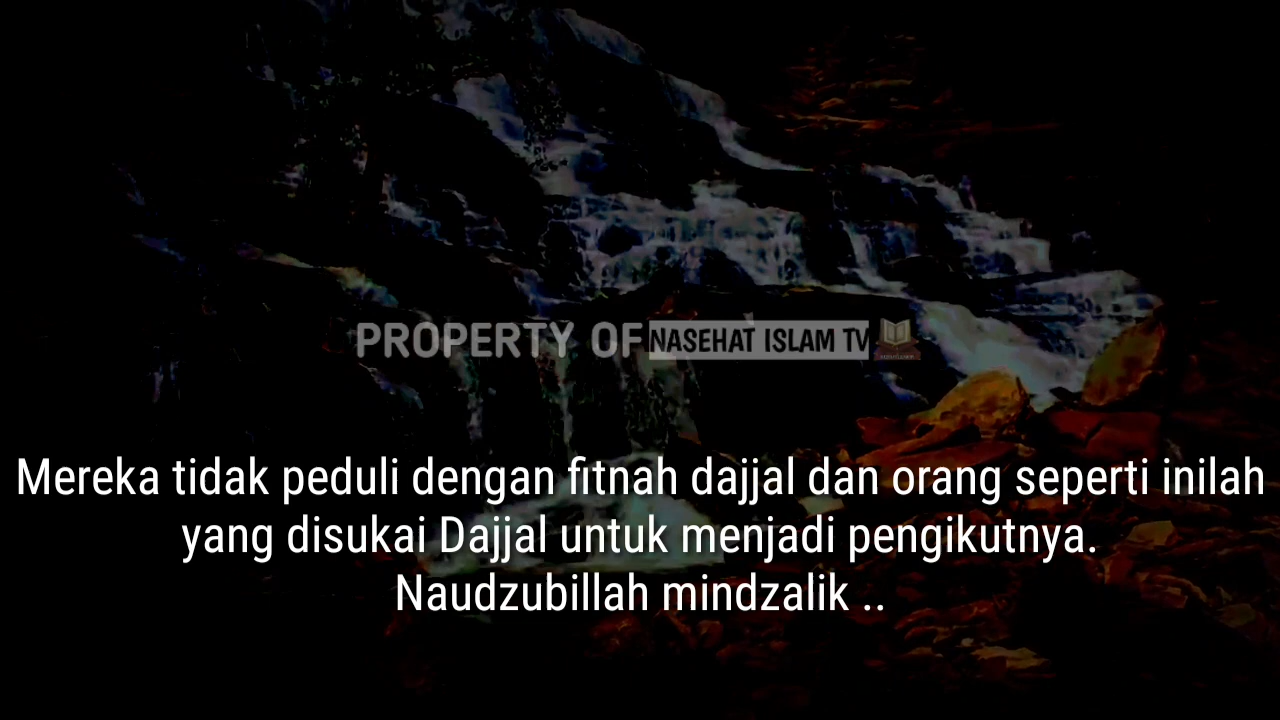 PROPERTY OF NASEHAT ISLAM TV
Mereka tidak peduli dengan fitnah dajjal dan orang seperti inilah
yang disukai Dajjal untuk menjadi pengikutnya.
Naudzubillah mindzalik ..